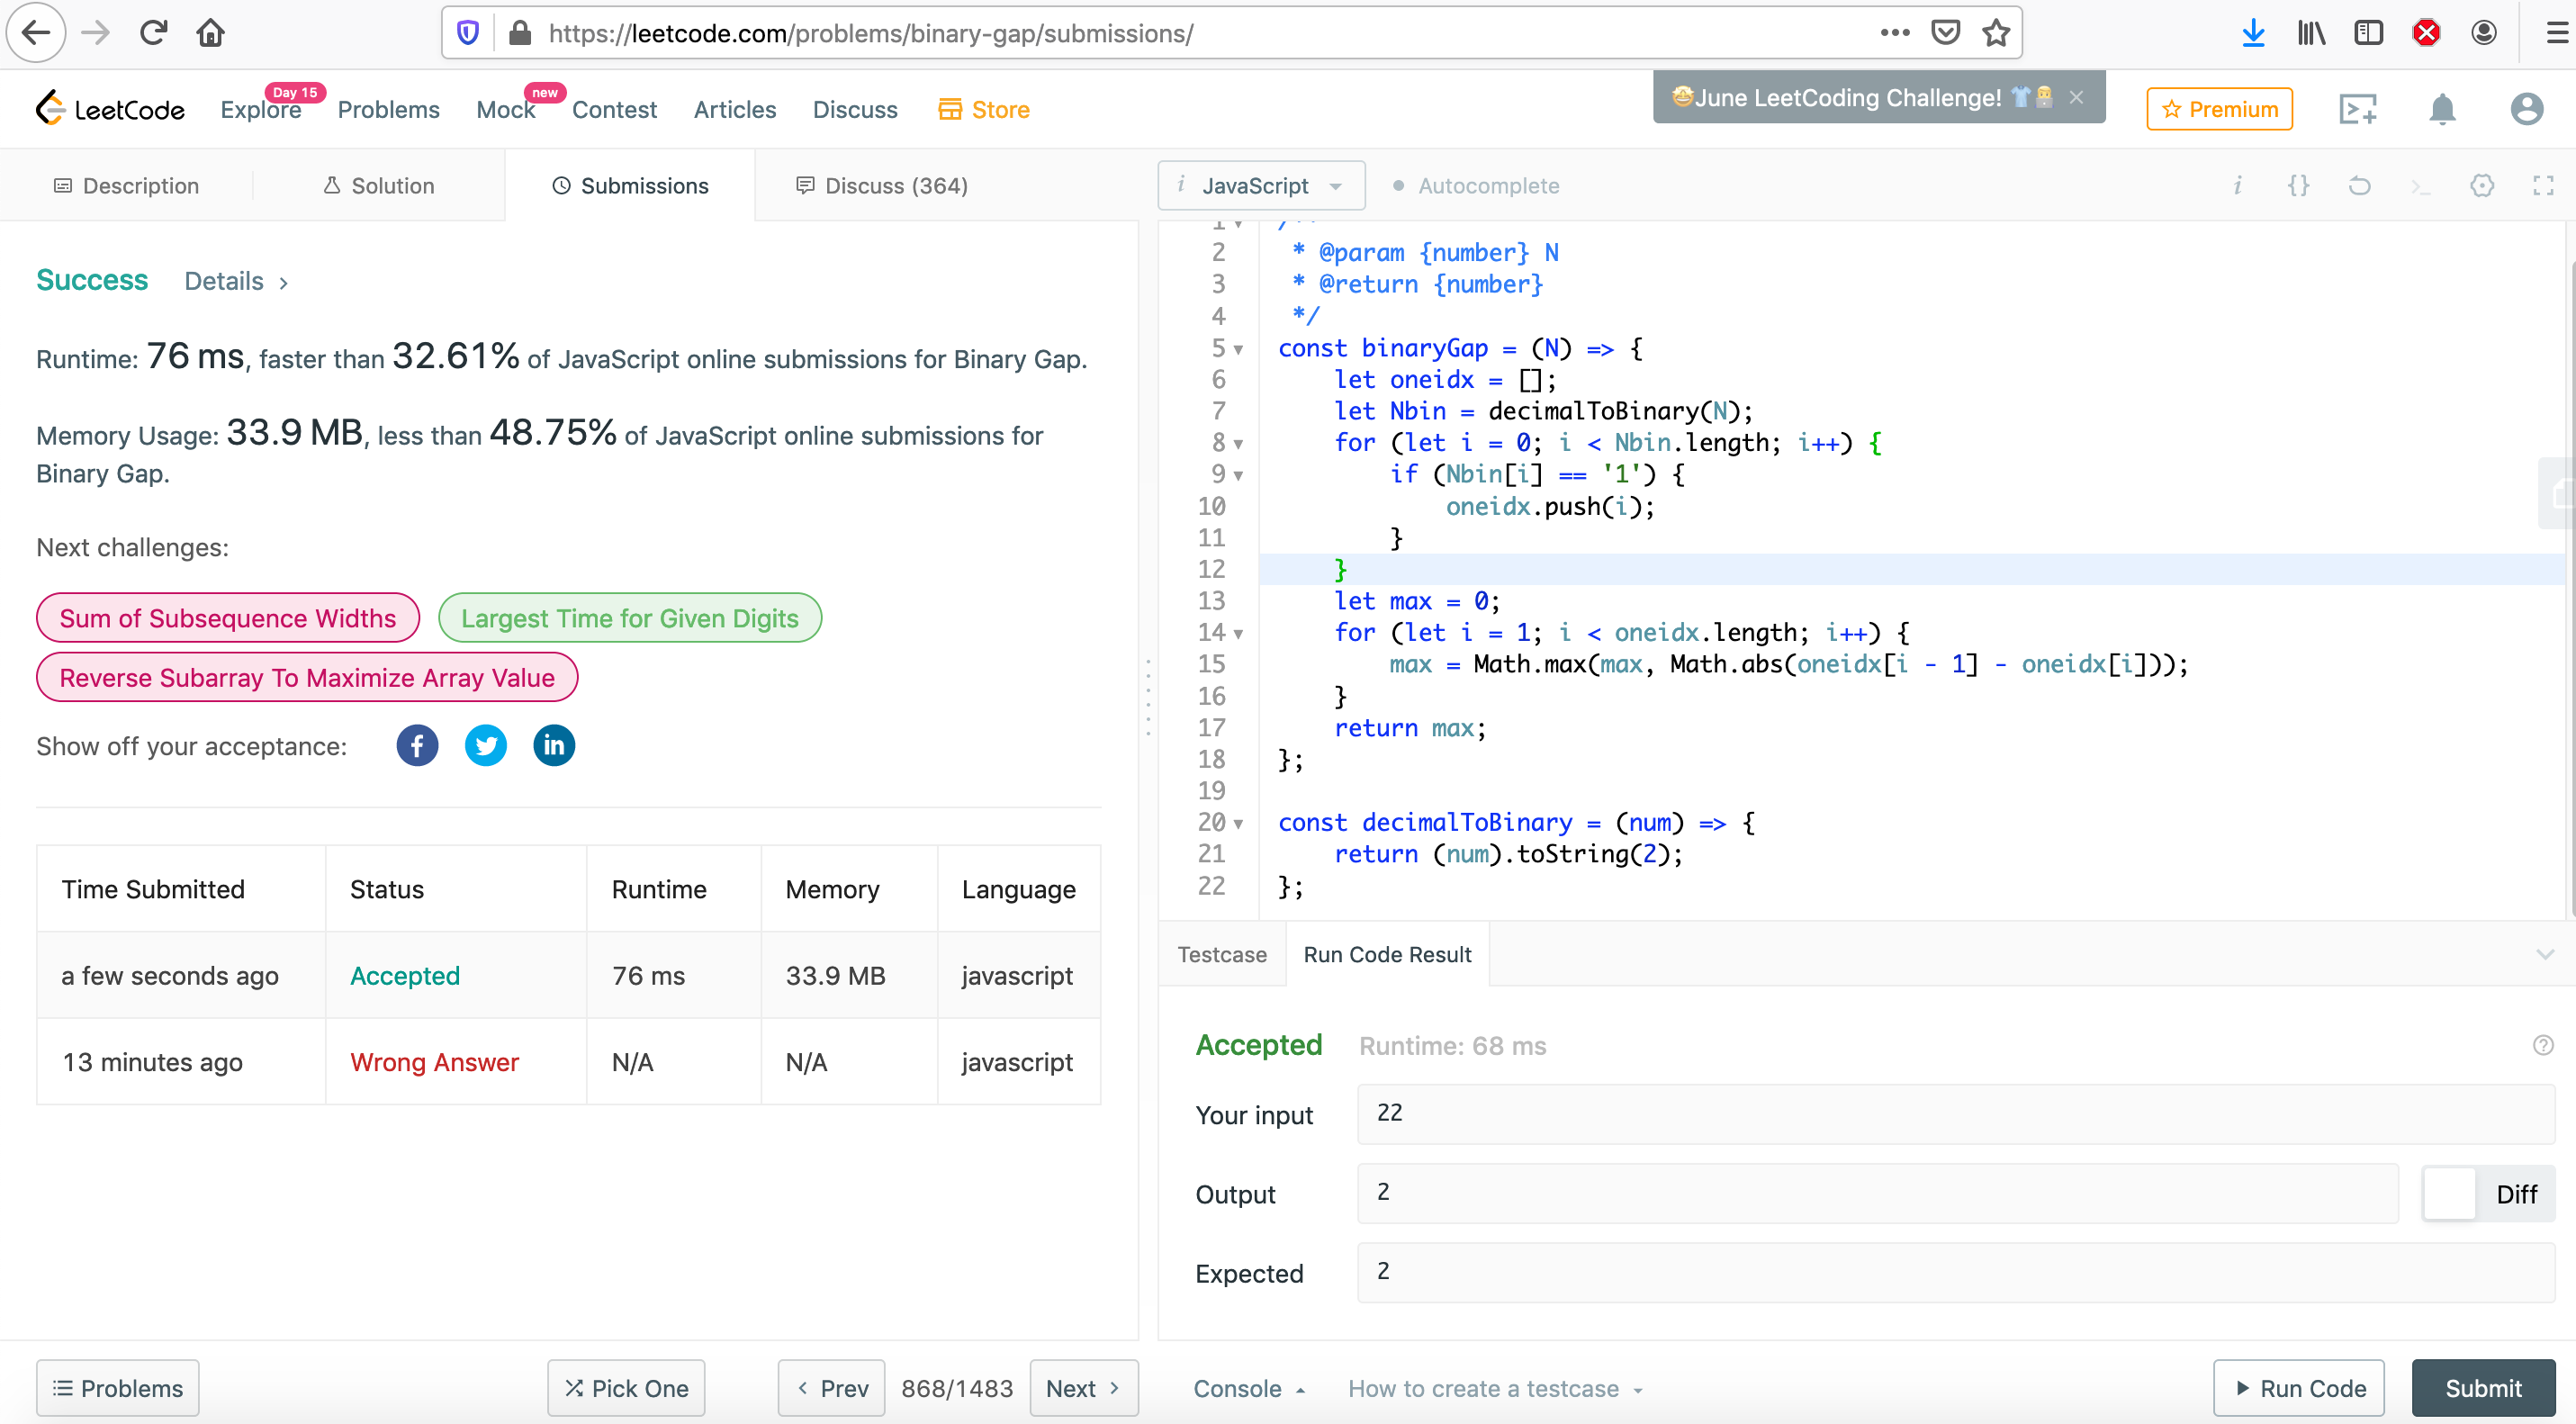 https://leetcode.com/problems/binary-gap/submissions/
LeetCode
Explore
Day 15
Problems
Mock
new
Contest
Articles
Discuss
Store
🤩June LeetCoding Challenge! 👕
Premium
Description
Solution
Submissions
Discuss (364)
i JavaScript
Autocomplete
i
{}
Success
Details
Runtime: 76 ms, faster than 32.61% of JavaScript online submissions for Binary Gap.
Memory Usage: 33.9 MB, less than 48.75% of JavaScript online submissions for
Binary Gap.
Next challenges:
Sum of Subsequence Widths
Largest Time for Given Digits
Reverse Subarray To Maximize Array Value
Show off your acceptance:
Time Submitted Status Runtime Memory Language
a few seconds ago Accepted 76 ms 33.9 MB javascript
13 minutes ago Wrong Answer N/A N/A javascript
1 /**
2  * @param {number} N
3  * @return {number}
4  */
5 const binaryGap = (N) => {
6     let oneidx = [];
7     let Nbin = decimalToBinary(N);
8     for (let i = 0; i < Nbin.length; i++) {
9         if (Nbin[i] == '1') {
10             oneidx.push(i);
11         }
12     }
13     let max = 0;
14     for (let i = 1; i < oneidx.length; i++) {
15         max = Math.max(max, Math.abs(oneidx[i - 1] - oneidx[i]));
16     }
17     return max;
18 };
19
20 const decimalToBinary = (num) => {
21     return (num).toString(2);
22 };
Testcase
Run Code Result
Accepted Runtime: 68 ms
Your input 22
Output 2
Diff
Expected 2
Problems
Pick One
Prev
868/1483
Next
Console
How to create a testcase
Run Code
Submit